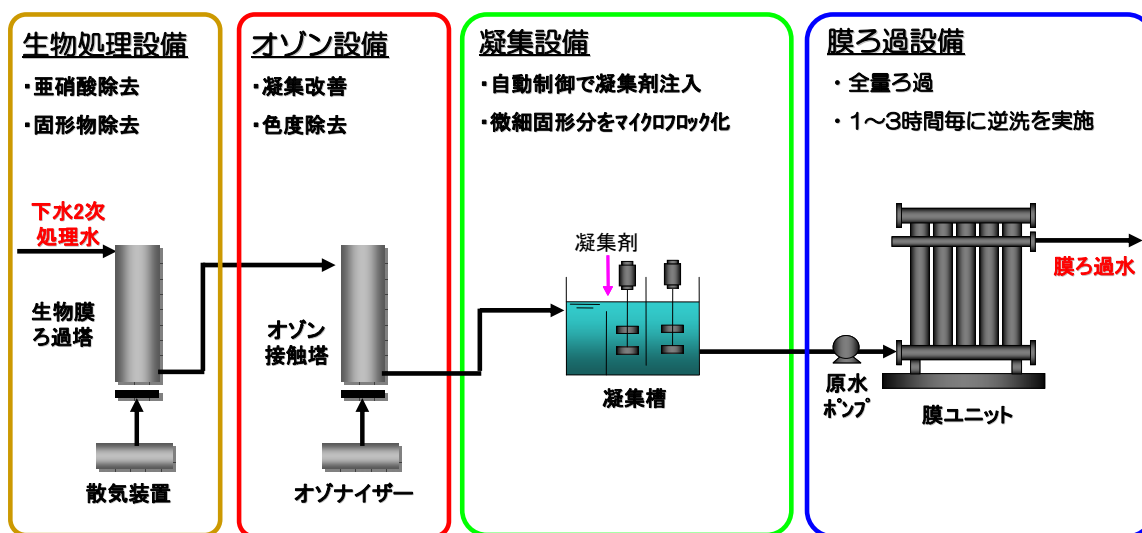 生物処理設備
・亜硝酸除去
・固形物除去
下水2次
処理水
生物膜
ろ過塔
散気装置
オゾン設備
・凝集改善
・色度除去
オゾン
接触塔
オゾナイザー
凝集設備
・自動制御で凝集剤注入
・微細固形分をﾏｲｸﾛﾌﾛｯｸ化
凝集剤
凝集槽
膜ろ過設備
・全量ろ過
・1～3時間毎に逆洗を実施
膜ろ過水
原水
ﾎﾟﾝﾌﾟ
膜ユニット